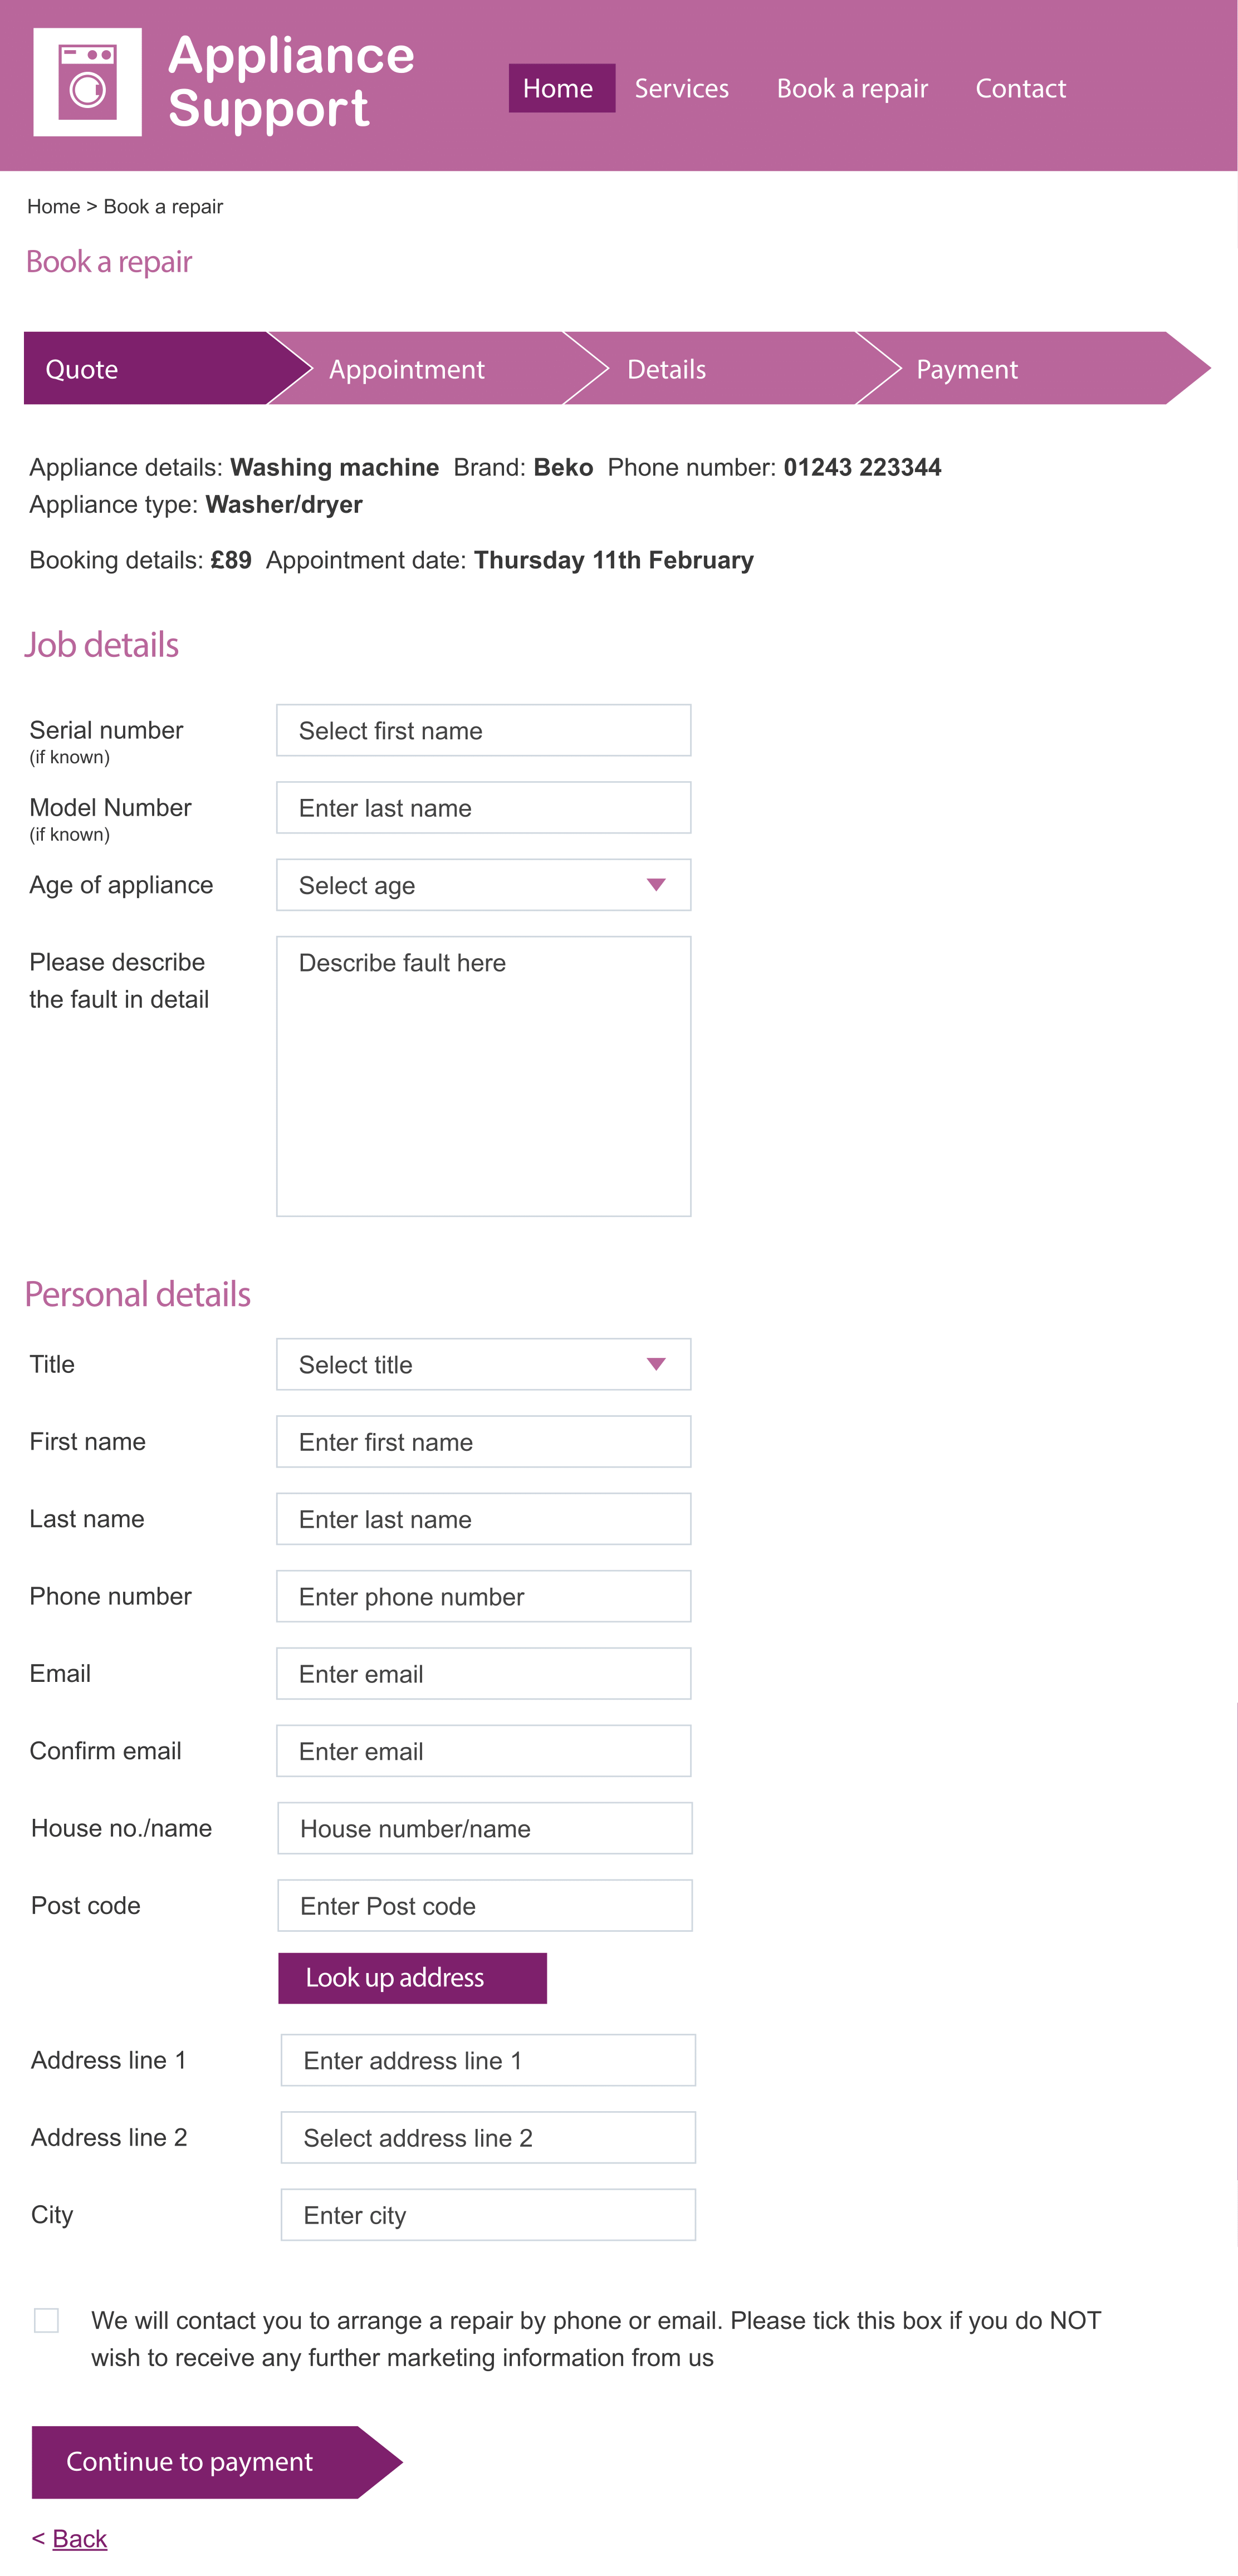 Appliance
Support
Home Services Book a repair Contact
Home > Book a repair
Book a repair
Quote Appointment Details Payment
Appliance details: Washing machine Brand: Beko Phone number: 01243 223344
Appliance type: Washer/dryer
Booking details: £89 Appointment date: Thursday 11th February
Job details
Serial number Select first name
(if known)
Model Number Enter last name
(if known)
Age of appliance Select age
Please describe Describe fault here
the fault in detail
Personal details
Title Select title
First name Enter first name
Last name Enter last name
Phone number Enter phone number
Email Enter email
Confirm email Enter email
House no./name House number/name
Post code Enter Post code
Look up address
Address line 1 Enter address line 1
Address line 2 Select address line 2
City Enter city
We will contact you to arrange a repair by phone or email. Please tick this box if you do NOT
wish to receive any further marketing information from us
Continue to payment
< Back